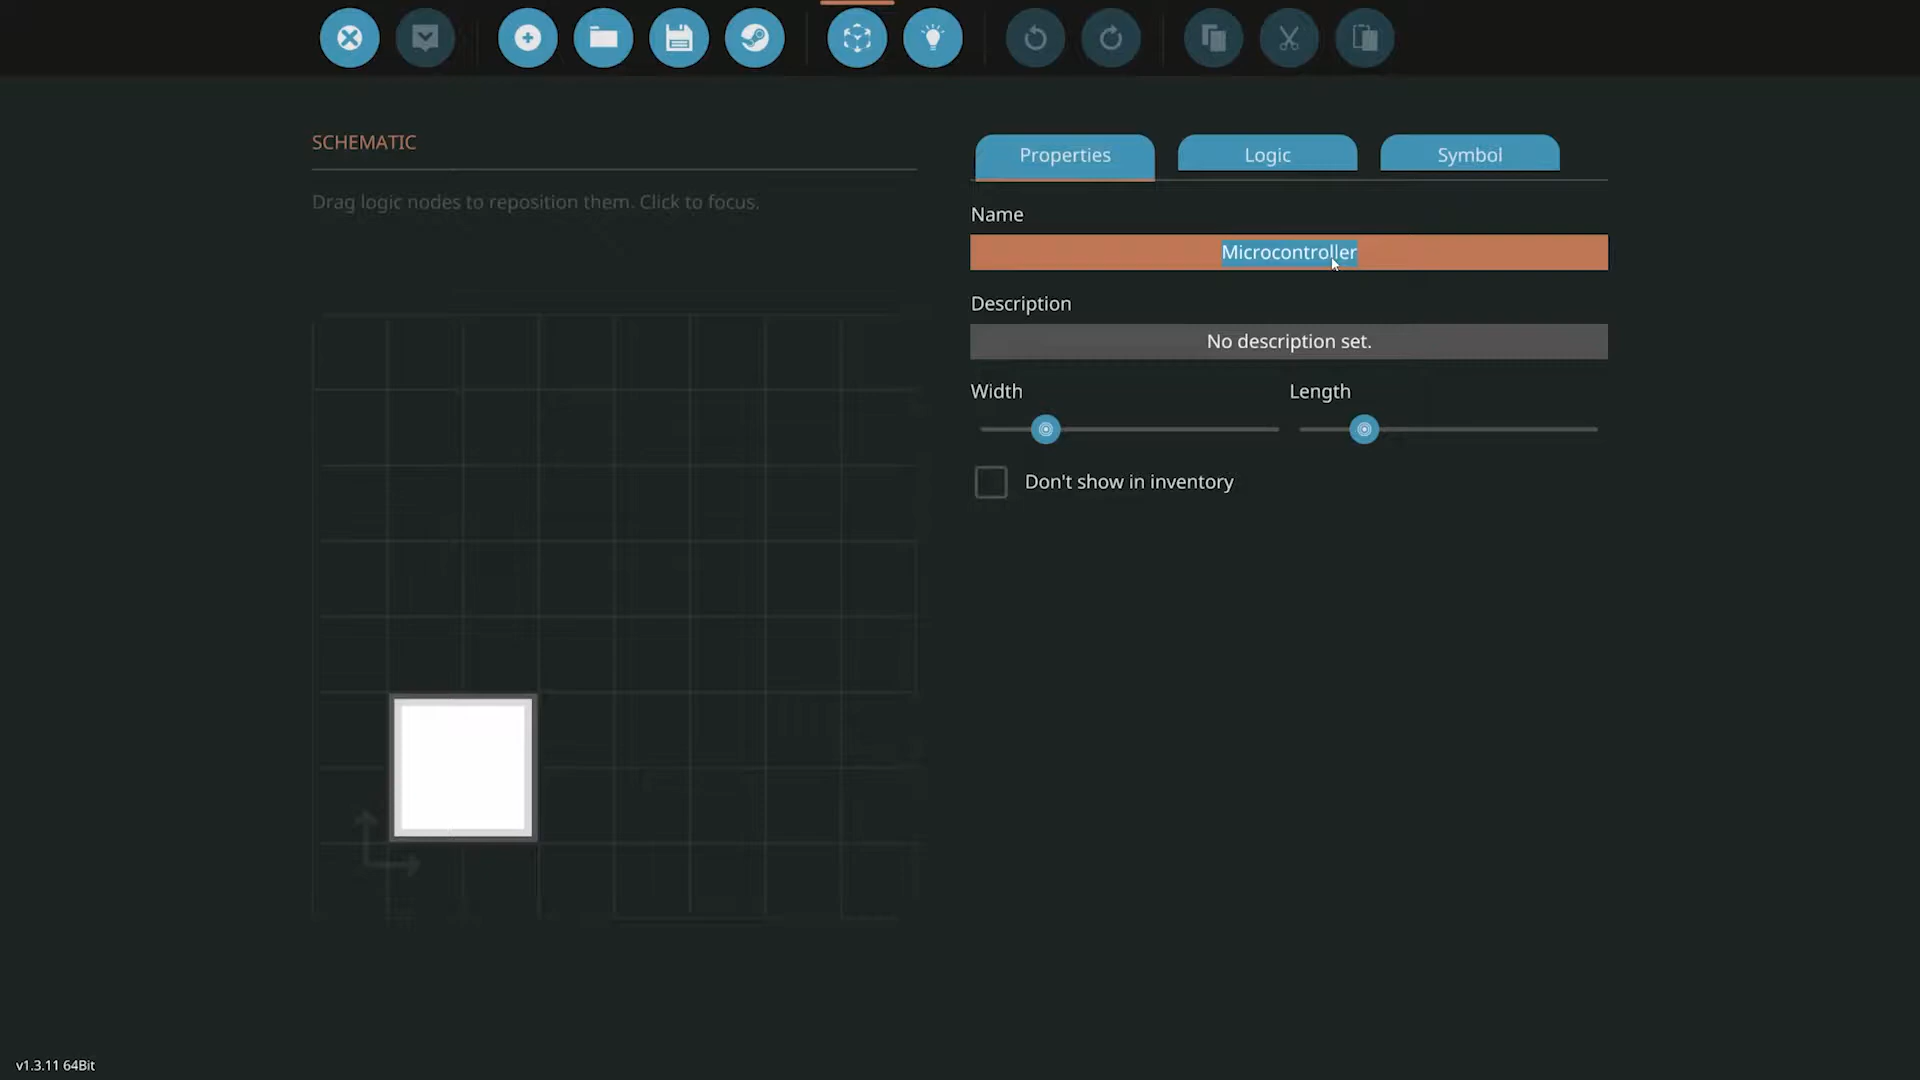 SCHEMATIC
Drag logic nodes to reposition them. Click to focus.
Properties
Logic
Symbol
Name
Microcontroller
Description
No description set.
Width
Length
Don't show in inventory
v1.3.11 64Bit